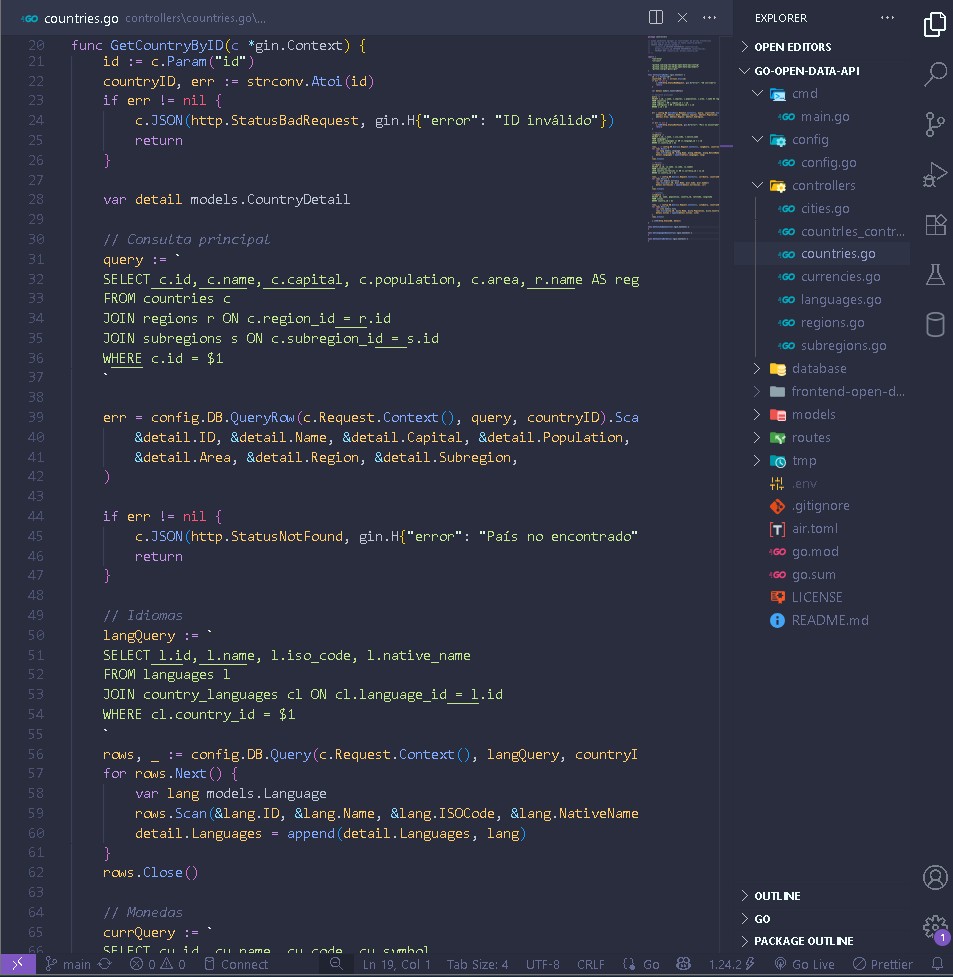 countries.go controllers\countries.go\...
20 func GetCountryByID(c *gin.Context) {
21 id := c.Param("id")
22 countryID, err := strconv.Atoi(id)
23 if err != nil {
24 c.JSON(http.StatusBadRequest, gin.H{"error": "ID inválido"})
25 return
26 }
27
28 var detail models.CountryDetail
29
30 // Consulta principal
31 query := `
32 SELECT c.id, c.name, c.capital, c.population, c.area, r.name AS reg
33 FROM countries c
34 JOIN regions r ON c.region_id = r.id
35 JOIN subregions s ON c.subregion_id = s.id
36 WHERE c.id = $1
37 `
38
39 err = config.DB.QueryRow(c.Request.Context(), query, countryID).Sca
40 &detail.ID, &detail.Name, &detail.Capital, &detail.Population,
41 &detail.Area, &detail.Region, &detail.Subregion,
42 )
43
44 if err != nil {
45 c.JSON(http.StatusNotFound, gin.H{"error": "País no encontrado"
46 return
47 }
48
49 // Idiomas
50 langQuery := `
51 SELECT l.id, l.name, l.iso_code, l.native_name
52 FROM languages l
53 JOIN country_languages cl ON cl.language_id = l.id
54 WHERE cl.country_id = $1
55 `
56 rows, _ := config.DB.Query(c.Request.Context(), langQuery, countryI
57 for rows.Next() {
58 var lang models.Language
59 rows.Scan(&lang.ID, &lang.Name, &lang.ISOCode, &lang.NativeName
60 detail.Languages = append(detail.Languages, lang)
61 }
62 rows.Close()
63
64 // Monedas
65 currQuery := `
66 SELECT cu.id, cu.name, cu.code, cu.symbol
EXPLORER
OPEN EDITORS
GO-OPEN-DATA-API
cmd
main.go
config
config.go
controllers
cities.go
countrIes_contr...
countries.go
currencies.go
languages.go
regions.go
subregions.go
database
frontend-open-d...
models
routes
tmp
.env
.gitignore
air.toml
go.mod
go.sum
LICENSE
README.md
OUTLINE
GO
PACKAGE OUTLINE
1
main 0 0 Connect Ln 19, Col 1 Tab Size: 4 UTF-8 CRLF Go 1.24.2 Go Live Prettier